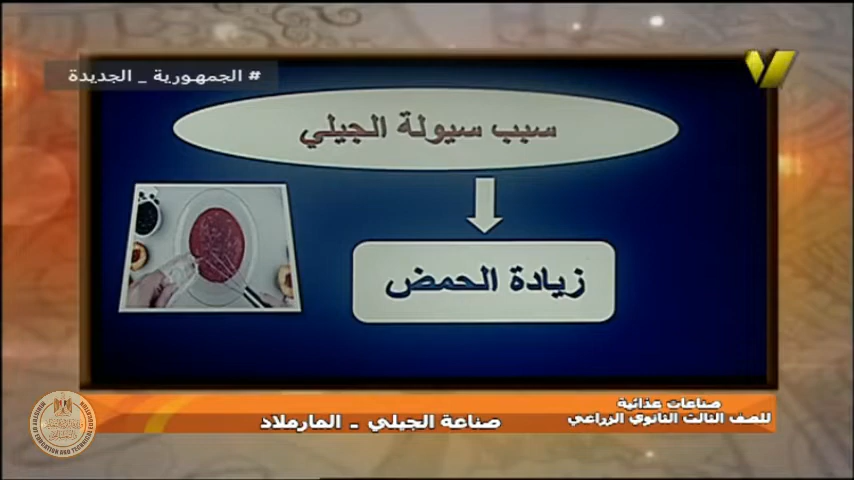 # الجمهورية _ الجديدة
سبب سيولة الجيلي
زيادة الحمض
صناعات غذائية
للصف الثالث الثانوي الزراعي
صناعة الجيلي - المارملاد